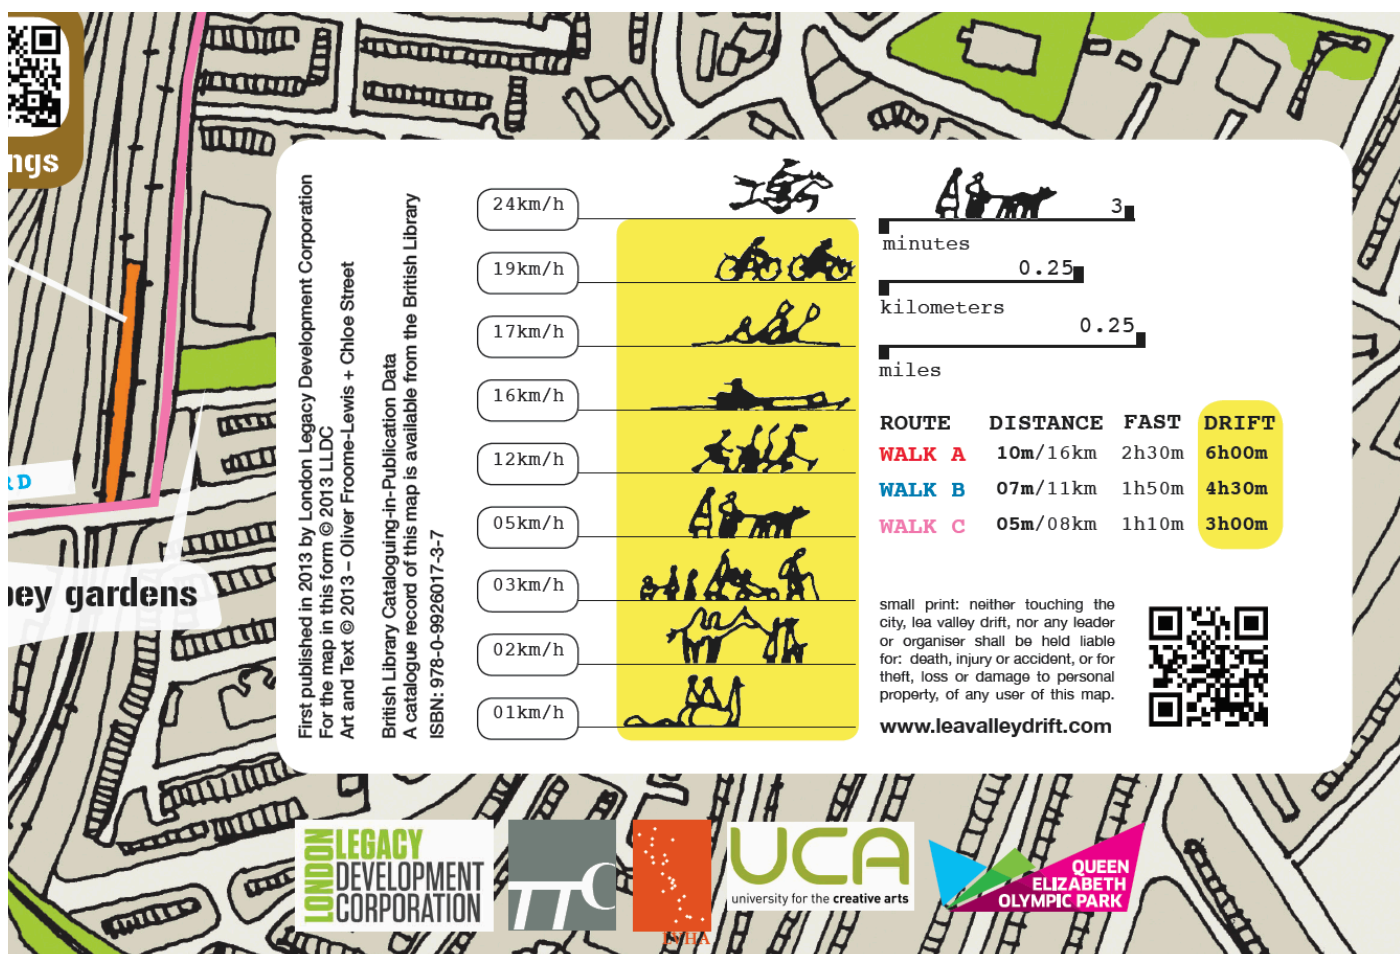 ngs
RD
bey gardens
First published in 2013 by London Legacy Development Corporation
For the map in this form © 2013 LLDC
Art and Text © 2013 – Oliver Froome-Lewis + Chloe Street
British Library Cataloguing-in-Publication Data
A catalogue record of this map is available from the British Library
ISBN: 978-0-9926017-3-7
24km/h
19km/h
17km/h
16km/h
12km/h
05km/h
03km/h
02km/h
01km/h
3
minutes
0.25
kilometers
0.25
miles
ROUTE DISTANCE FAST DRIFT
WALK A 10m/16km 2h30m 6h00m
WALK B 07m/11km 1h50m 4h30m
WALK C 05m/08km 1h10m 3h00m
small print: neither touching the
city, lea valley drift, nor any leader
or organiser shall be held liable
for: death, injury or accident, or for
theft, loss or damage to personal
property, of any user of this map.
www.leavalleydrift.com
LONDON
LEGACY
DEVELOPMENT
CORPORATION
TTC
LVHA
UCA
university for the creative arts
QUEEN
ELIZABETH
OLYMPIC PARK